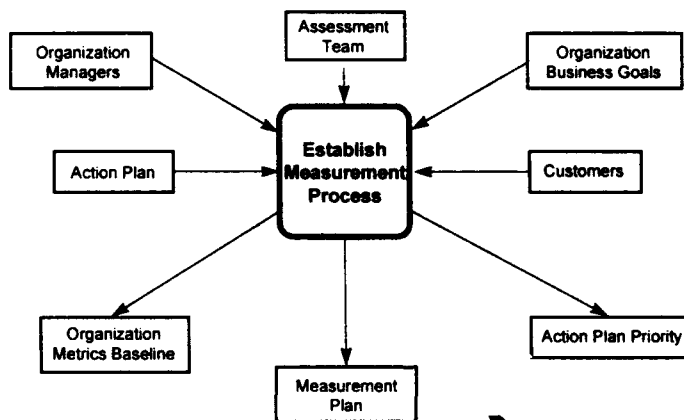 Assessment
Team
Organization
Managers
Organization
Business Goals
Establish
Measurement
Process
Action Plan
Customers
Organization
Metrics Baseline
Action Plan Priority
Measurement
Plan